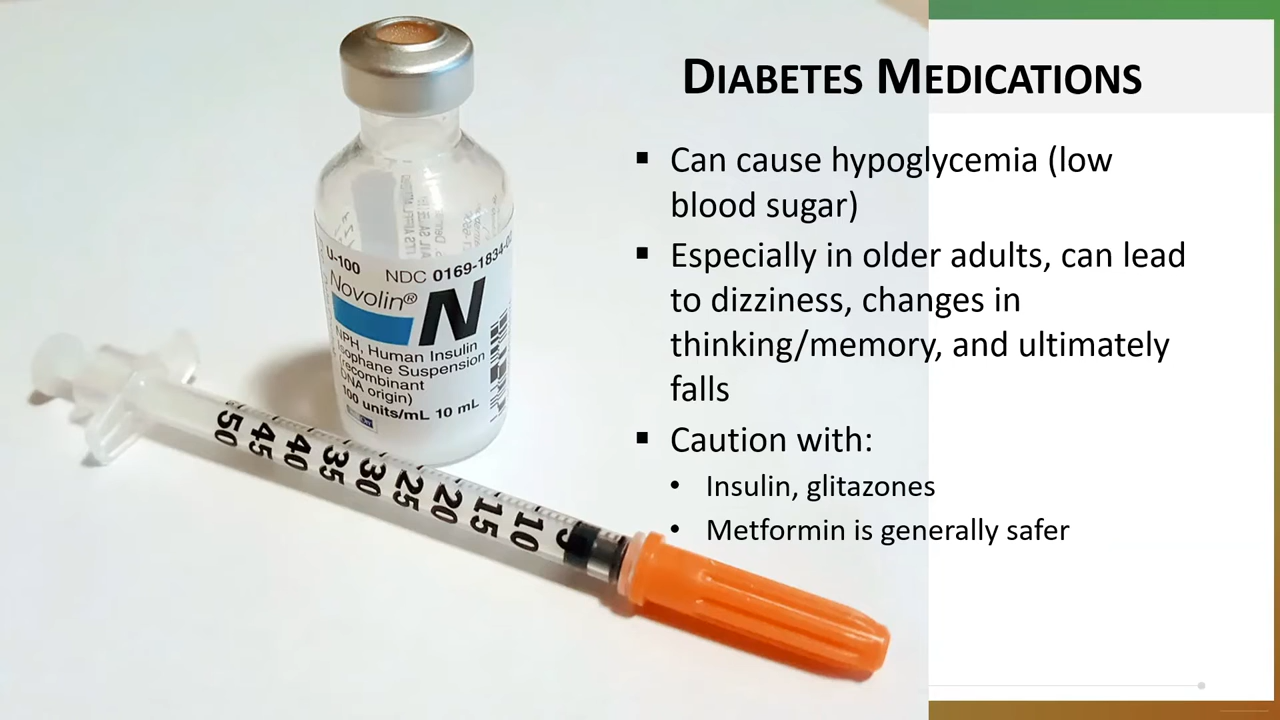 DIABETES MEDICATIONS
▪ Can cause hypoglycemia (low
blood sugar)
▪ Especially in older adults, can lead
to dizziness, changes in
thinking/memory, and ultimately
falls
▪ Caution with:
• Insulin, glitazones
• Metformin is generally safer
U-100
NDC 0169-1834-
Novolin® N
NPH, Human Insulin
Isophane Suspension
(recombinant
DNA origin)
100 units/mL 10 mL
50 45 40 35 30 25 20 15 10